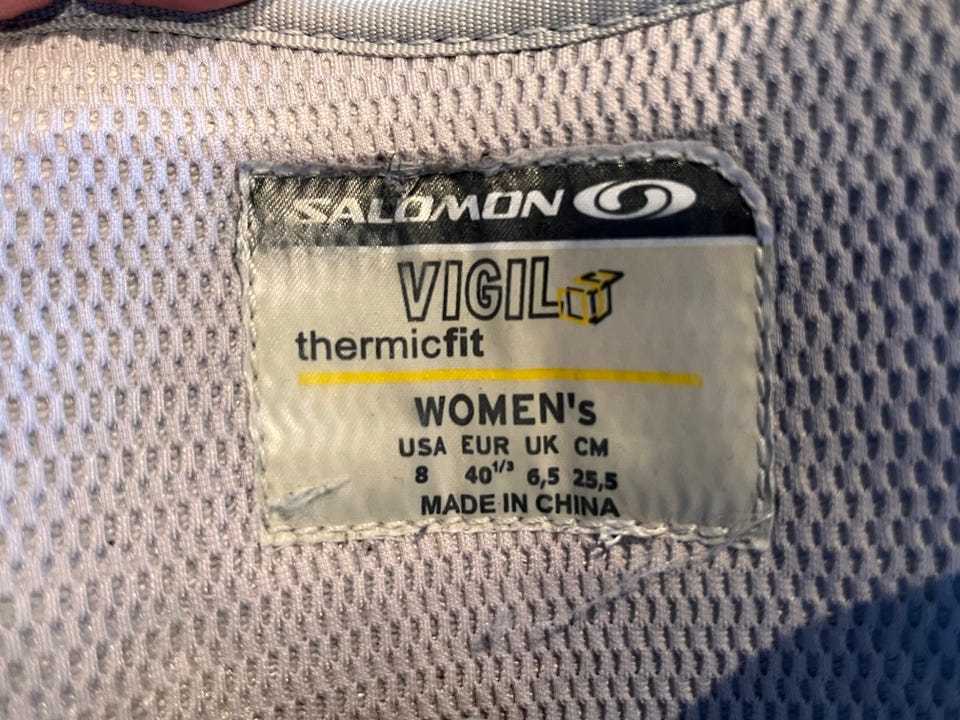 SALOMON
VIGIL
thermicfit
WOMEN's
USA EUR UK CM
8 40 1/3 6,5 25,5
MADE IN CHINA